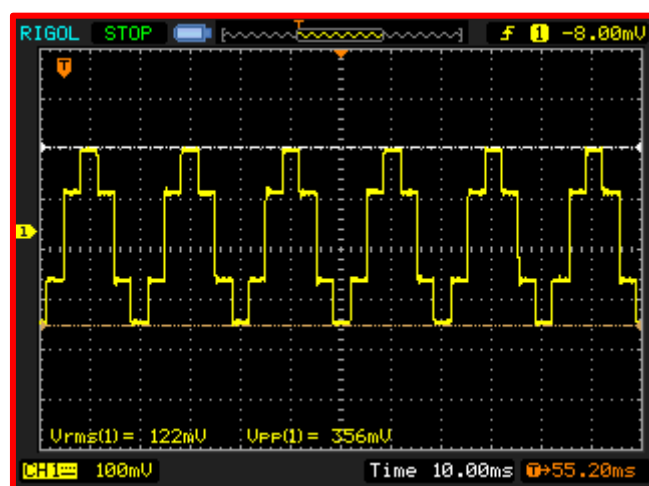 RIGOL STOP T 1 -8.00mV
T
1
Vrms(1)= 122mV Vpp(1)= 356mV
CH1 100mV Time 10.00ms T→55.20ms